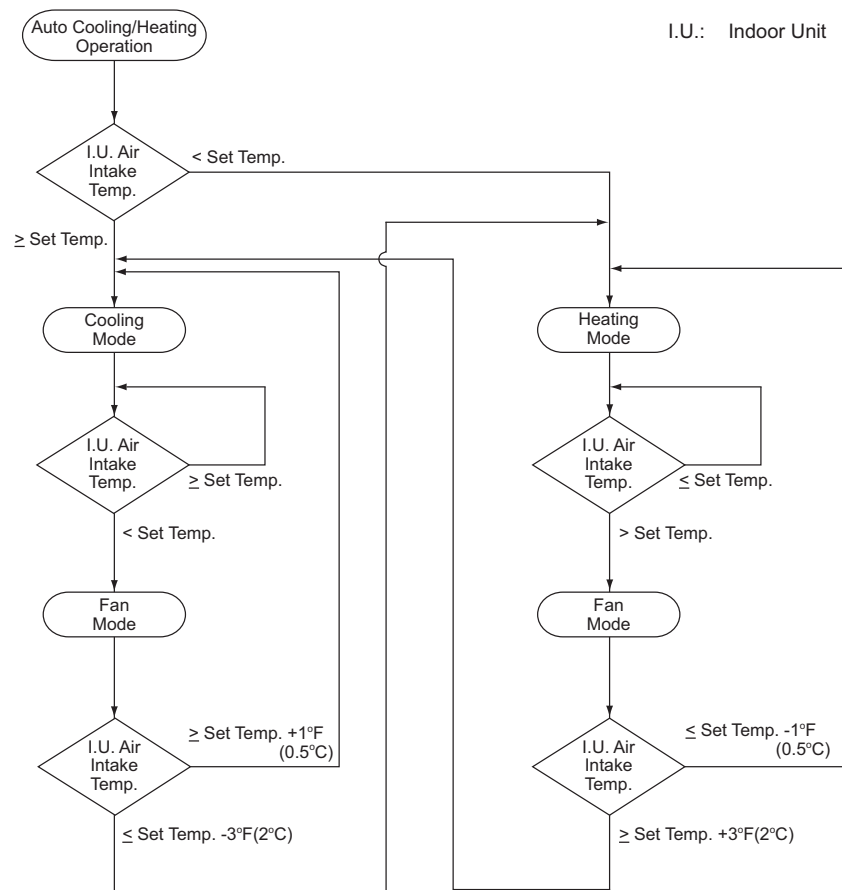 Auto Cooling/Heating
Operation
I.U.: Indoor Unit
I.U. Air
Intake
Temp.
< Set Temp.
≥ Set Temp.
Cooling
Mode
Heating
Mode
I.U. Air
Intake
Temp.
≥ Set Temp.
< Set Temp.
I.U. Air
Intake
Temp.
≤ Set Temp.
> Set Temp.
Fan
Mode
Fan
Mode
I.U. Air
Intake
Temp.
≥ Set Temp. +1°F
(0.5°C)
≤ Set Temp. -3°F(2°C)
I.U. Air
Intake
Temp.
≤ Set Temp. -1°F
(0.5°C)
≥ Set Temp. +3°F(2°C)